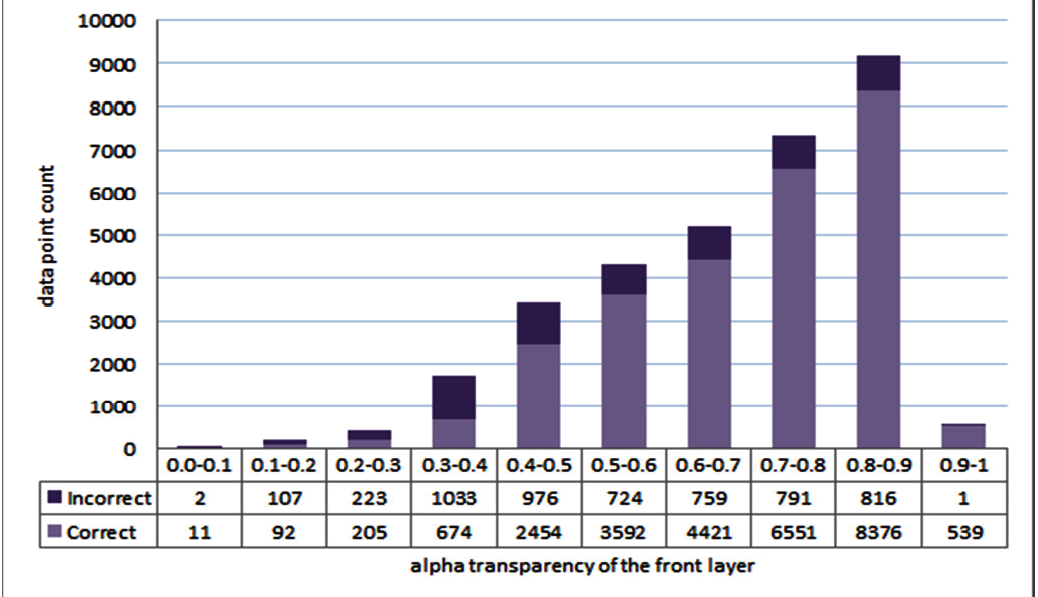 10000
9000
8000
7000
6000
5000
4000
3000
2000
1000
0
data point count
0.0-0.1 0.1-0.2 0.2-0.3 0.3-0.4 0.4-0.5 0.5-0.6 0.6-0.7 0.7-0.8 0.8-0.9 0.9-1
Incorrect 2 107 223 1033 976 724 759 791 816 1
Correct 11 92 205 674 2454 3592 4421 6551 8376 539
alpha transparency of the front layer